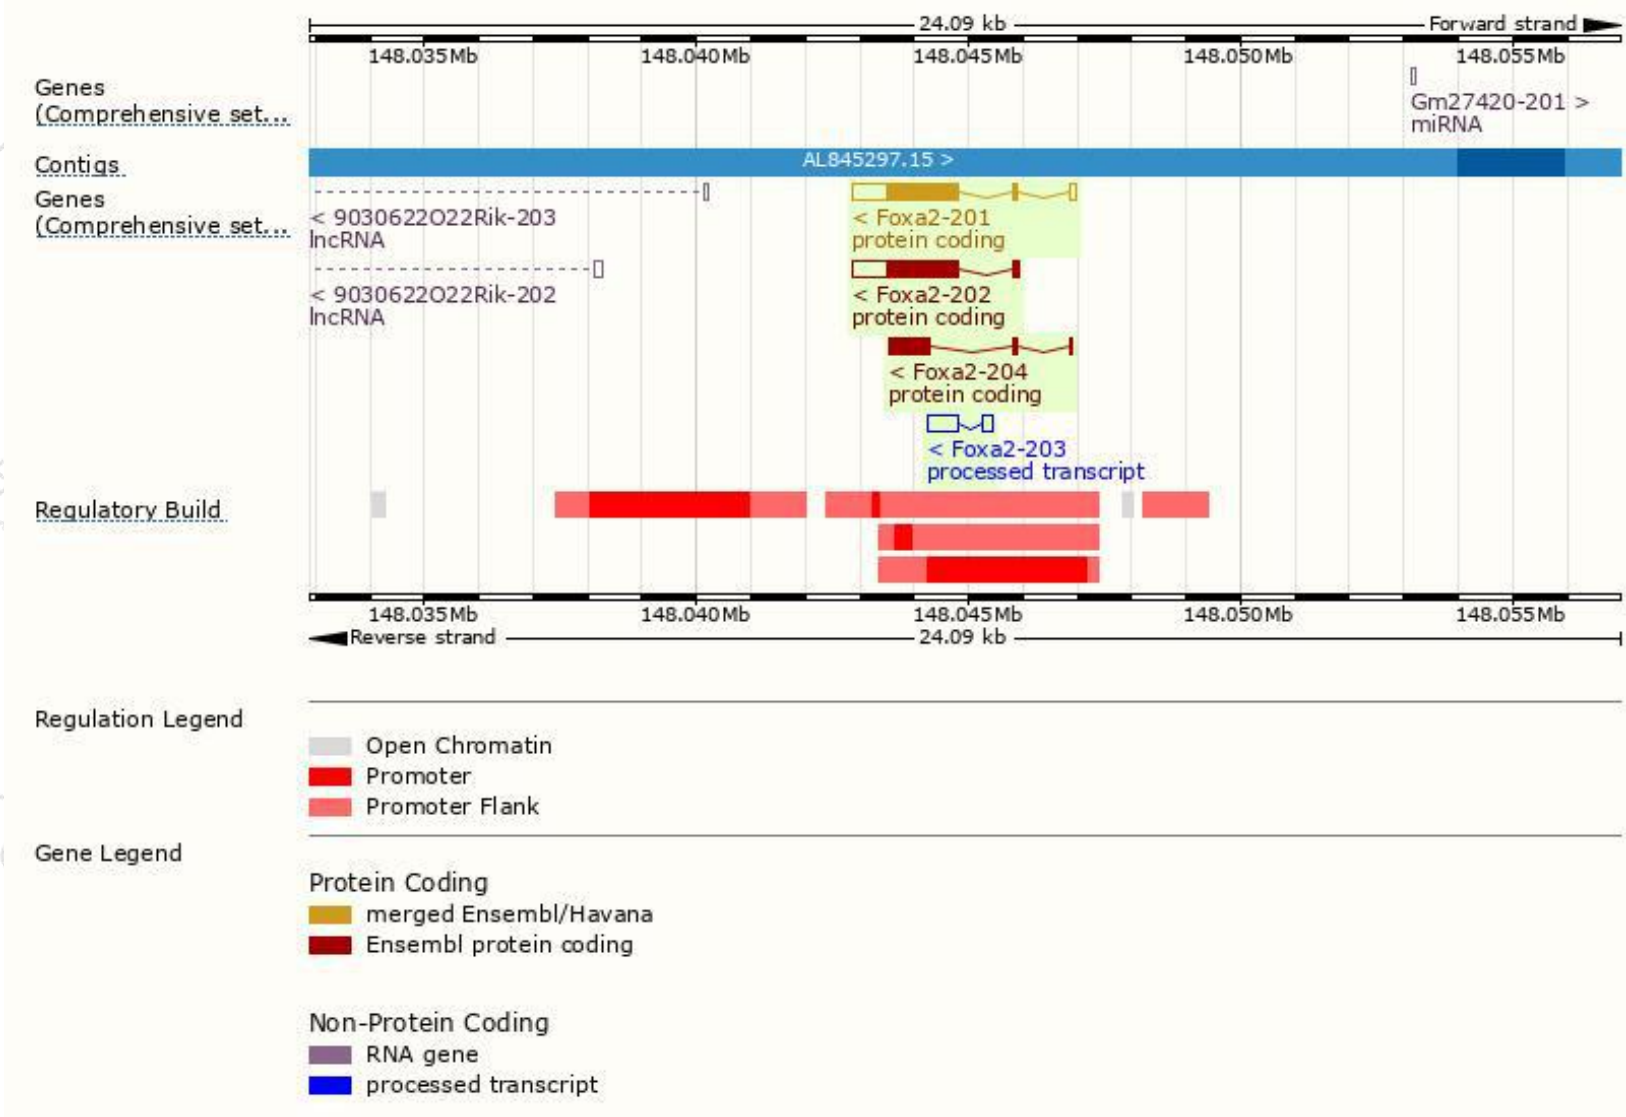 24.09 kb Forward strand
148.035Mb 148.040Mb 148.045Mb 148.050Mb 148.055Mb
Genes
(Comprehensive set...
Gm27420-201 >
miRNA
Contigs
AL845297.15 >
Genes
(Comprehensive set...
< 9030622O22Rik-203
lncRNA
< Foxa2-201
protein coding
< 9030622O22Rik-202
lncRNA
< Foxa2-202
protein coding
< Foxa2-204
protein coding
< Foxa2-203
processed transcript
Regulatory Build
148.035Mb 148.040Mb 148.045Mb 148.050Mb 148.055Mb
Reverse strand 24.09 kb
Regulation Legend
Open Chromatin
Promoter
Promoter Flank
Gene Legend
Protein Coding
merged Ensembl/Havana
Ensembl protein coding
Non-Protein Coding
RNA gene
processed transcript